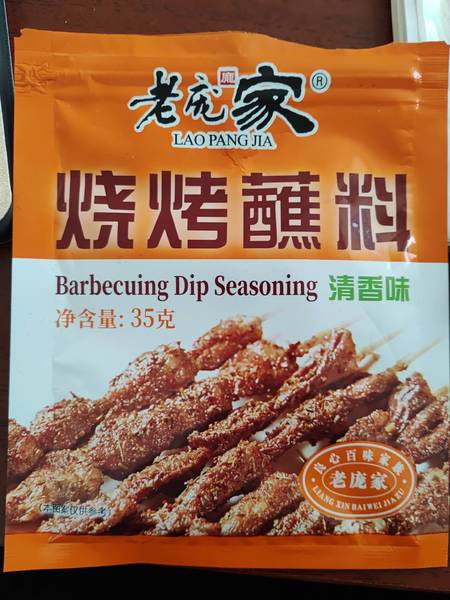 老庞家®
LAO PANG JIA
烧烤蘸料
Barbecuing Dip Seasoning 清香味
净含量: 35克
良心百味家族
老庞家
LIANG XIN BAI WEI JIA ZU
(本图案仅供参考)